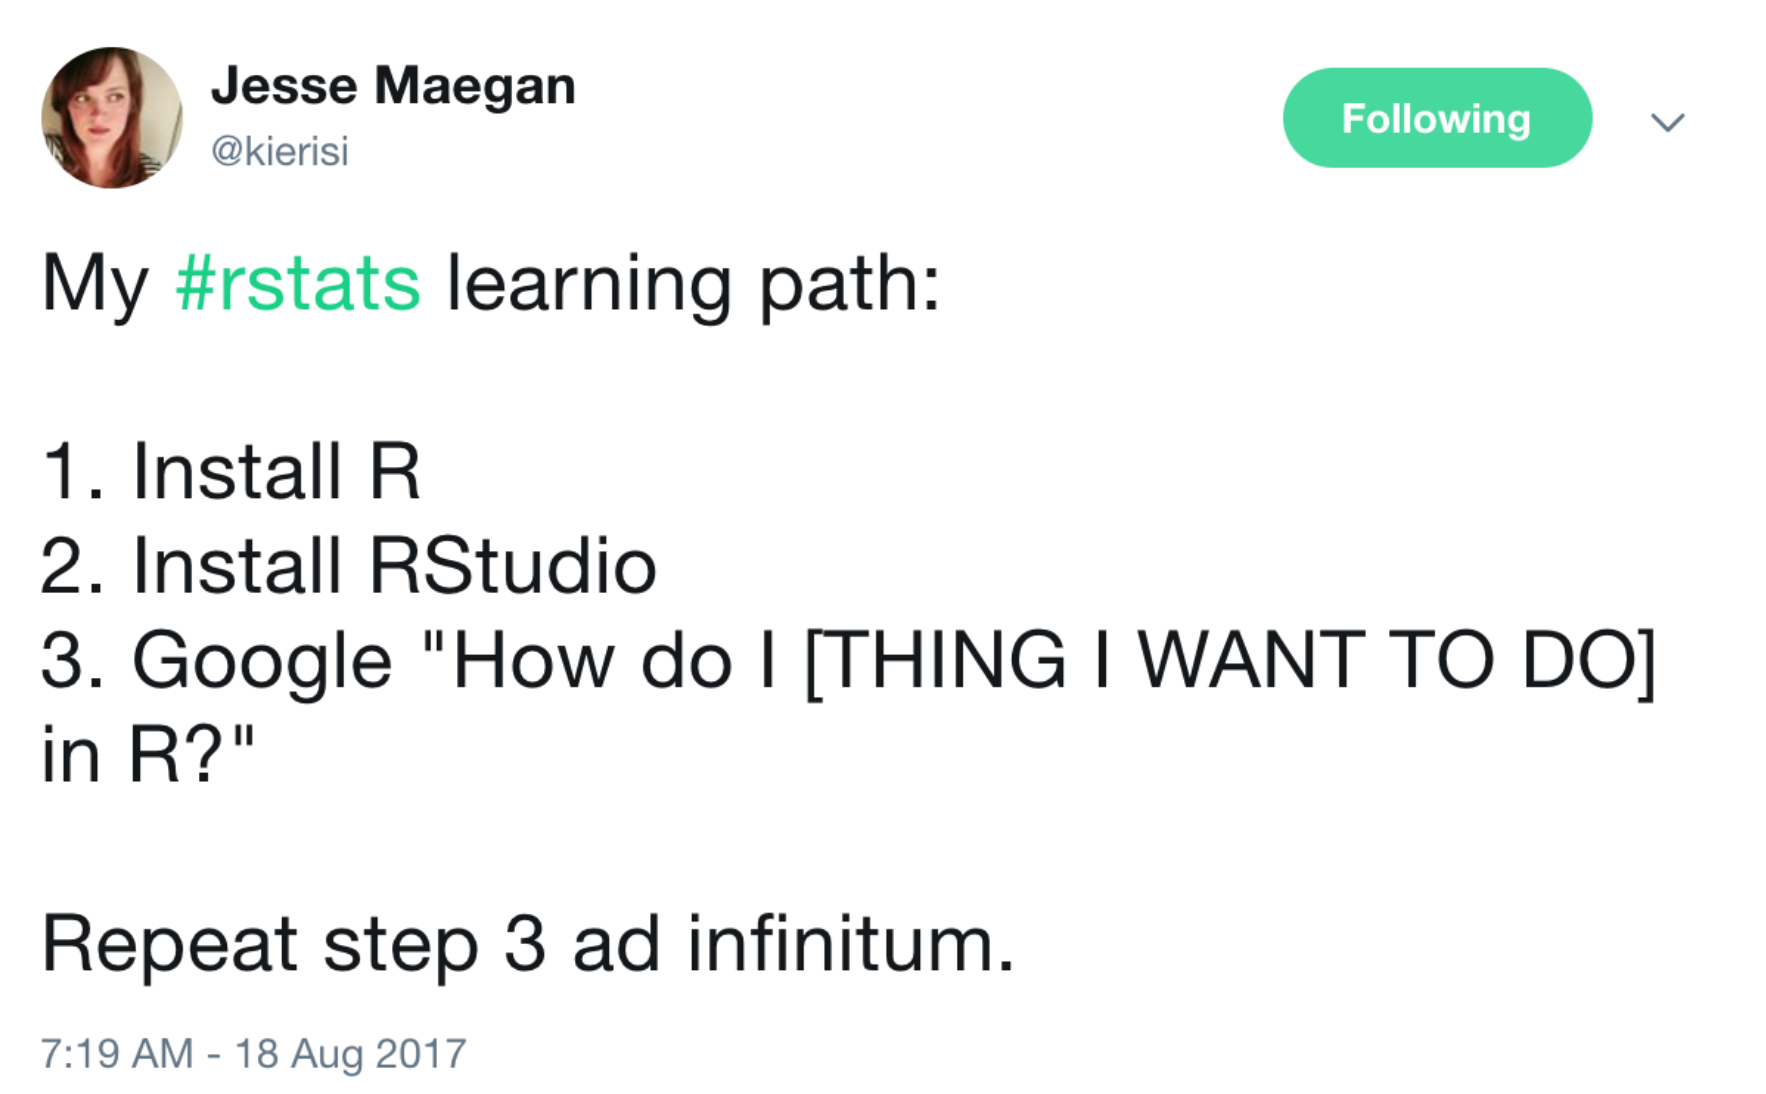 Jesse Maegan
@kierisi
Following
My #rstats learning path:
1. Install R
2. Install RStudio
3. Google "How do I [THING I WANT TO DO]
in R?"
Repeat step 3 ad infinitum.
7:19 AM - 18 Aug 2017